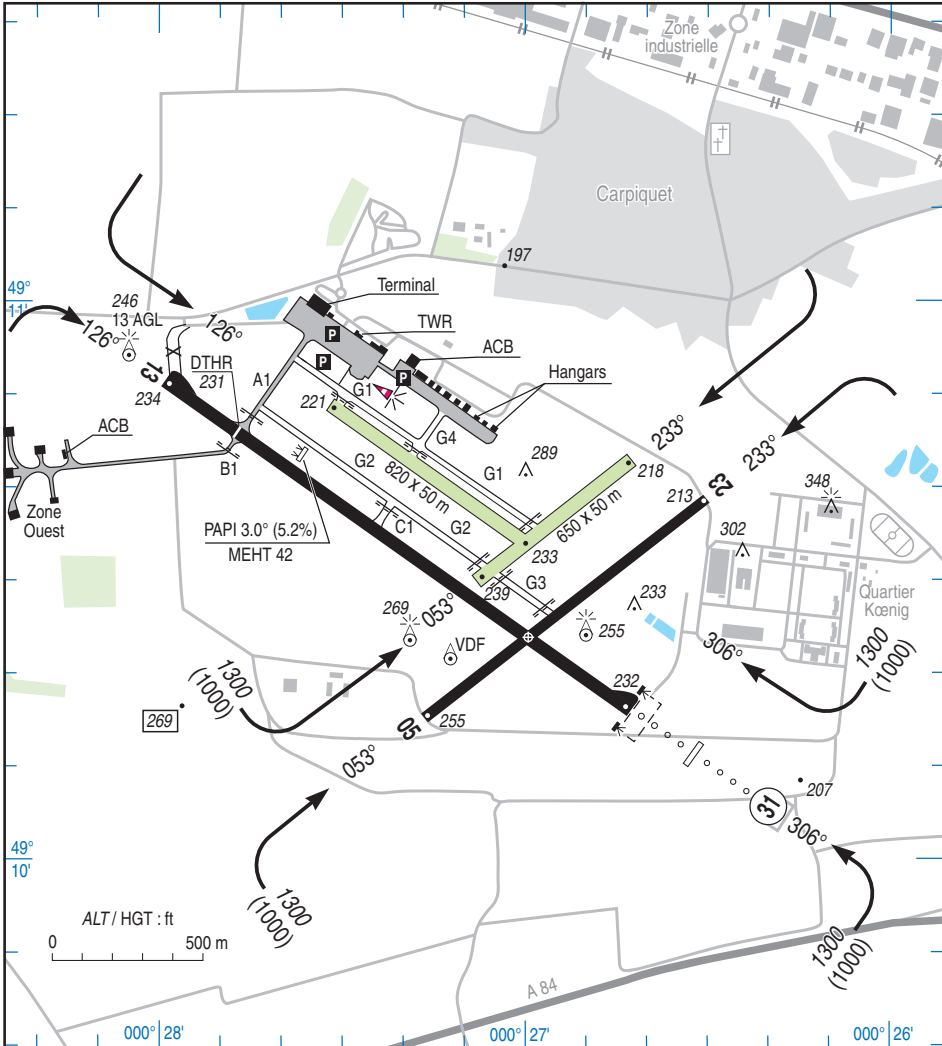 Zone
industrielle
Carpiquet
197
Terminal
TWR
ACB
Hangars
49°
11'
246
13 AGL
126°
126°
DTHR
231
13
234
A1
P
P
P
G1
221
G4
G1
G2
820 X 50 m
289
233°
233°
218
23
213
348
302
ACB
B1
Zone
Ouest
PAPI 3.0° (5.2%)
MEHT 42
C1
G2
650 X 50 m
233
239
G3
233
Quartier
Kœnig
269
053°
VDF
255
306°
1300
(1000)
1300
(1000)
232
269
05
255
053°
207
31
306°
49°
10'
1300
(1000)
1300
(1000)
ALT / HGT : ft
0 500 m
A 84
000° 28'
000° 27'
000° 26'